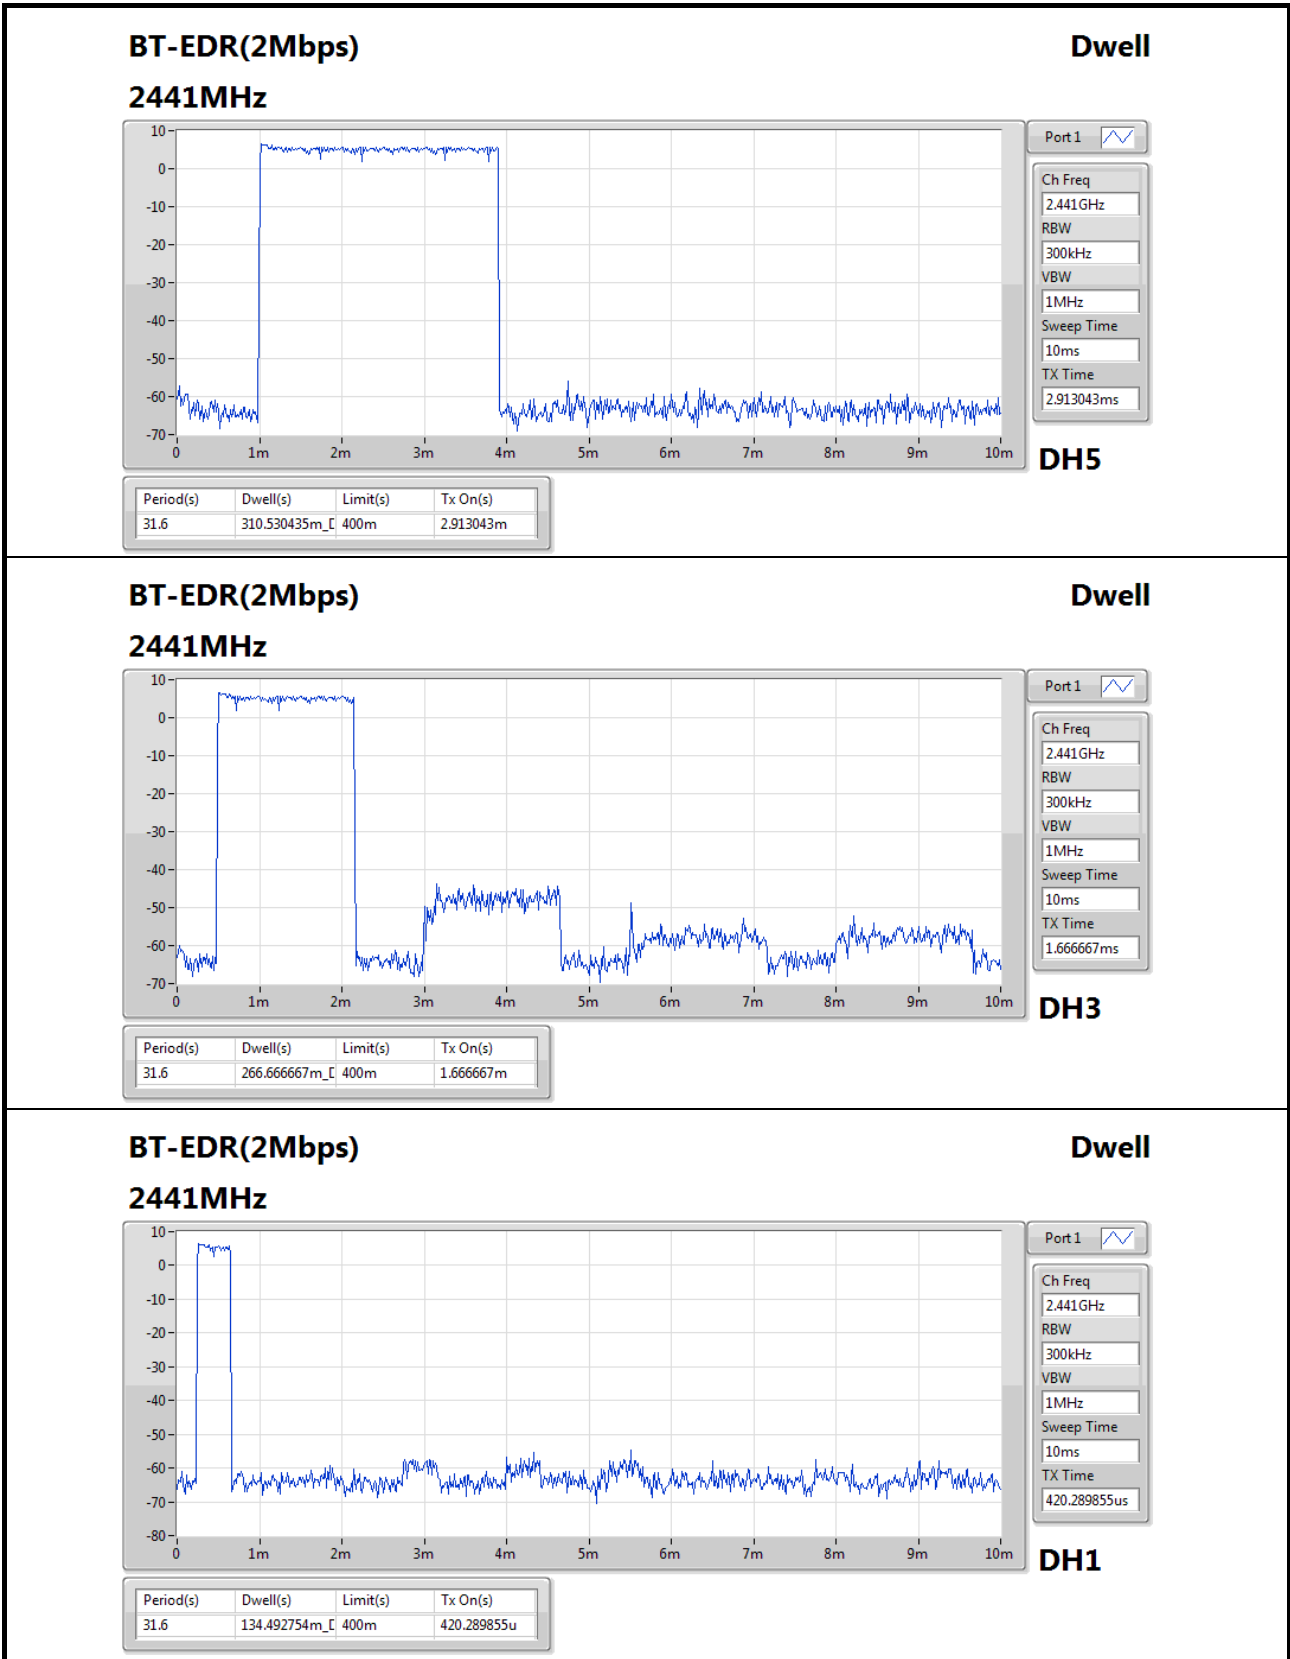 BT-EDR(2Mbps) Dwell
2441MHz
10
0
-10
-20
-30
-40
-50
-60
-70
0 1m 2m 3m 4m 5m 6m 7m 8m 9m 10m
Port 1
Ch Freq
2.441GHz
RBW
300kHz
VBW
1MHz
Sweep Time
10ms
TX Time
2.913043ms
DH5
Period(s) Dwell(s) Limit(s) Tx On(s)
31.6 310.530435m_D 400m 2.913043m
BT-EDR(2Mbps) Dwell
2441MHz
10
0
-10
-20
-30
-40
-50
-60
-70
0 1m 2m 3m 4m 5m 6m 7m 8m 9m 10m
Port 1
Ch Freq
2.441GHz
RBW
300kHz
VBW
1MHz
Sweep Time
10ms
TX Time
1.666667ms
DH3
Period(s) Dwell(s) Limit(s) Tx On(s)
31.6 266.666667m_D 400m 1.666667m
BT-EDR(2Mbps) Dwell
2441MHz
10
0
-10
-20
-30
-40
-50
-60
-70
-80
0 1m 2m 3m 4m 5m 6m 7m 8m 9m 10m
Port 1
Ch Freq
2.441GHz
RBW
300kHz
VBW
1MHz
Sweep Time
10ms
TX Time
420.289855us
DH1
Period(s) Dwell(s) Limit(s) Tx On(s)
31.6 134.492754m_D 400m 420.289855u